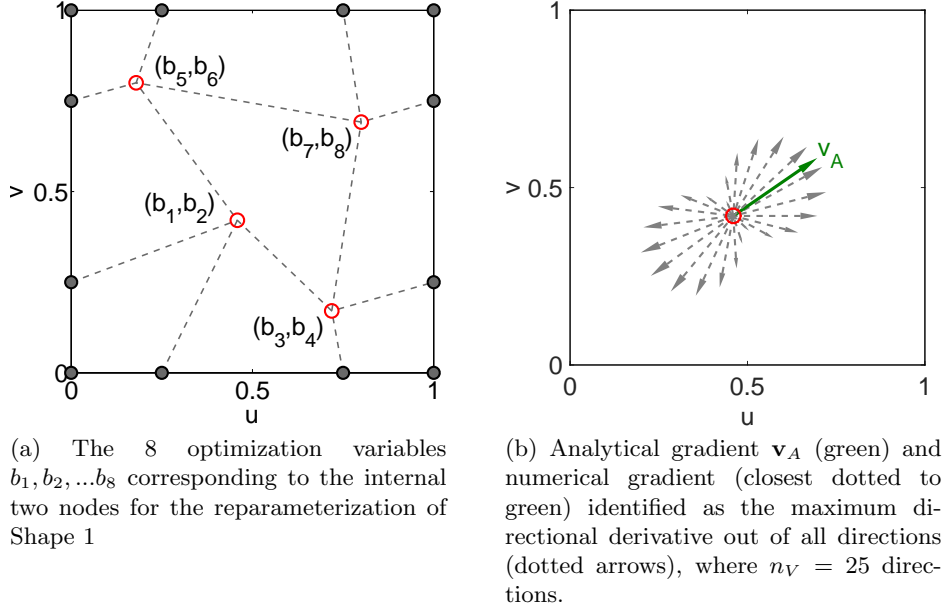 1
(b5,b6)
(b7,b8)
v
0.5
(b1,b2)
(b3,b4)
0
0
0.5
1
u
1
vA
v
0.5
0
0
0.5
1
u
(a) The 8 optimization variables
b1, b2, ...b8 corresponding to the internal
two nodes for the reparameterization of
Shape 1
(b) Analytical gradient vA (green) and
numerical gradient (closest dotted to
green) identified as the maximum di-
rectional derivative out of all directions
(dotted arrows), where nV = 25 direc-
tions.